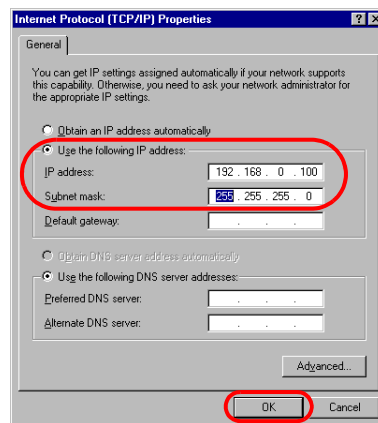 Internet Protocol (TCP/IP) Properties
General
You can get IP settings assigned automatically if your network supports
this capability. Otherwise, you need to ask your network administrator for
the appropriate IP settings.
Obtain an IP address automatically
Use the following IP address:
IP address: 192 . 168 . 0 . 100
Subnet mask: 255 . 255 . 255 . 0
Default gateway: . . .
Obtain DNS server address automatically
Use the following DNS server addresses:
Preferred DNS server: . . .
Alternate DNS server: . . .
Advanced...
OK Cancel